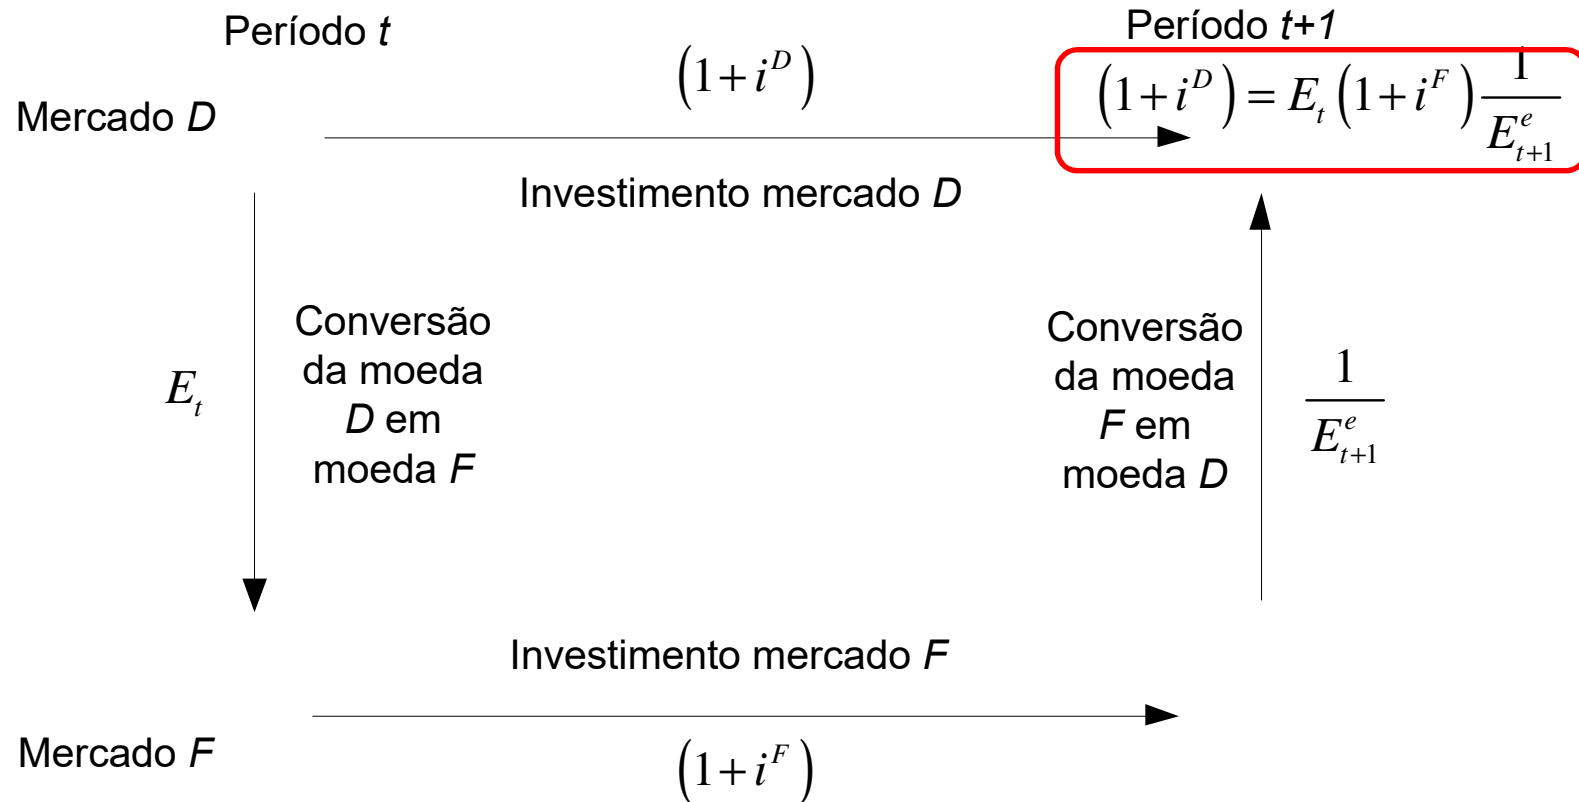 Período t
Período t+1
(1+i^D)
(1+i^D) = E_t (1+i^F) 1/E^e_{t+1}
Mercado D
Investimento mercado D
Conversão
da moeda
D em
moeda F
E_t
Conversão
da moeda
F em
moeda D
1/E^e_{t+1}
Investimento mercado F
Mercado F
(1+i^F)